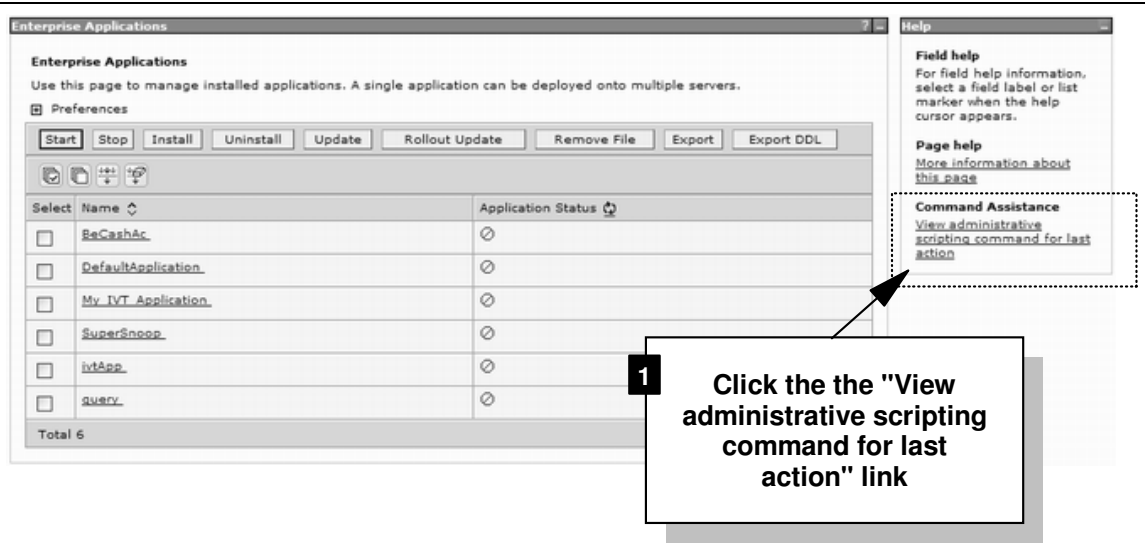 Enterprise Applications
Enterprise Applications
Use this page to manage installed applications. A single application can be deployed onto multiple servers.
Preferences
Start Stop Install Uninstall Update Rollout Update Remove File Export Export DDL
Select Name Application Status
BeCashAc
DefaultApplication
My IVT Application
SuperSnoop
ivtApp
query
Total 6
Help
Field help
For field help information,
select a field label or list
marker when the help
cursor appears.
Page help
More information about
this page
Command Assistance
View administrative
scripting command for last
action
1
Click the the "View
administrative scripting
command for last
action" link